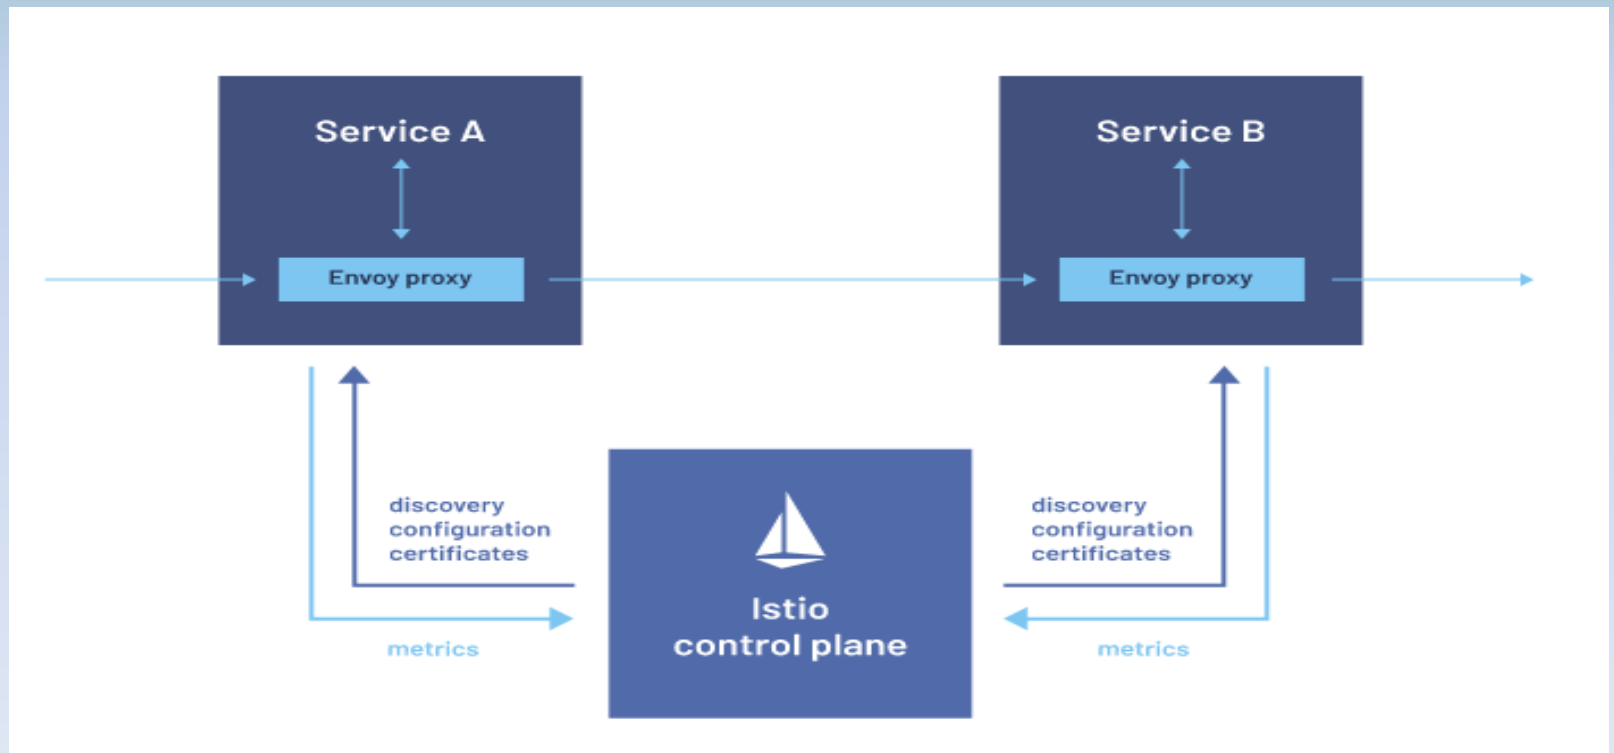 Service A
Envoy proxy
Service B
Envoy proxy
discovery
configuration
certificates
metrics
Istio
control plane
discovery
configuration
certificates
metrics